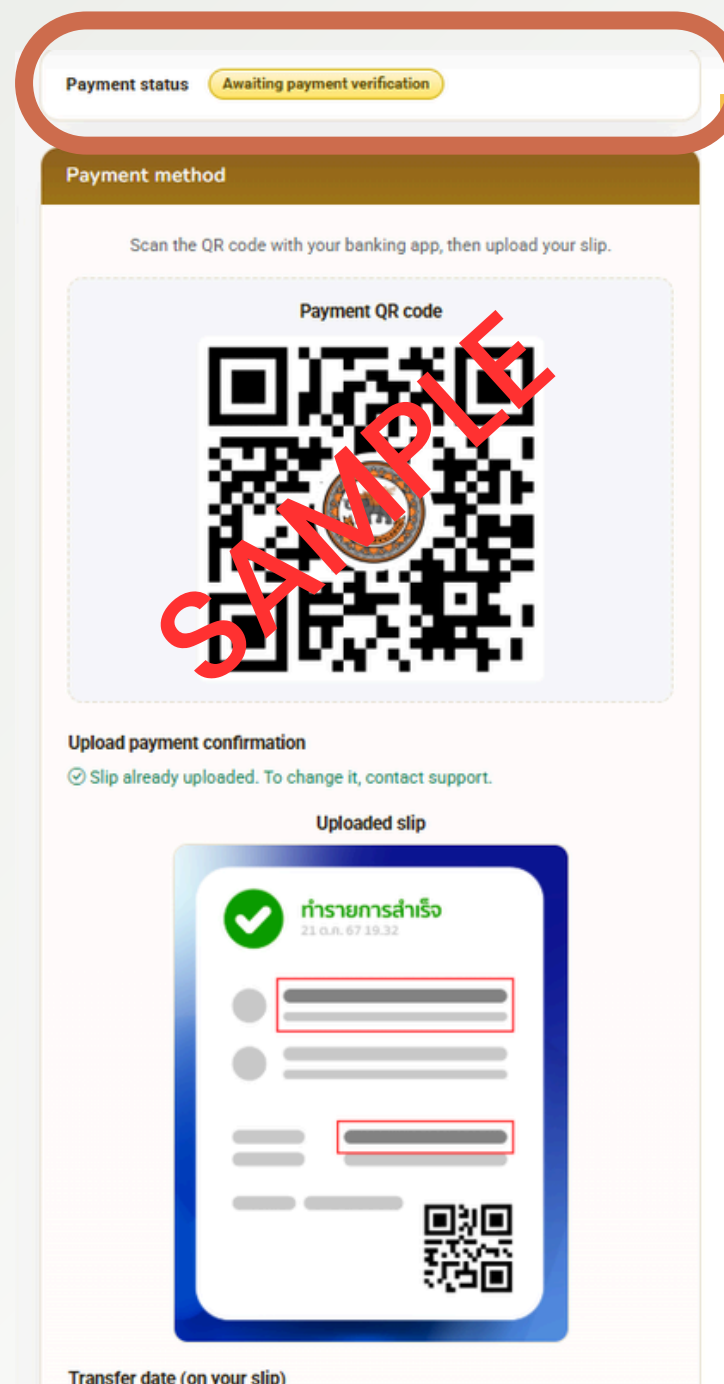 Payment status Awaiting payment verification
Payment method
Scan the QR code with your banking app, then upload your slip.
Payment QR code
SAMPLE
Upload payment confirmation
Slip already uploaded. To change it, contact support.
Uploaded slip
ทำรายการสำเร็จ
21 ต.ค. 67 19.32
Transfer date (on your slip)